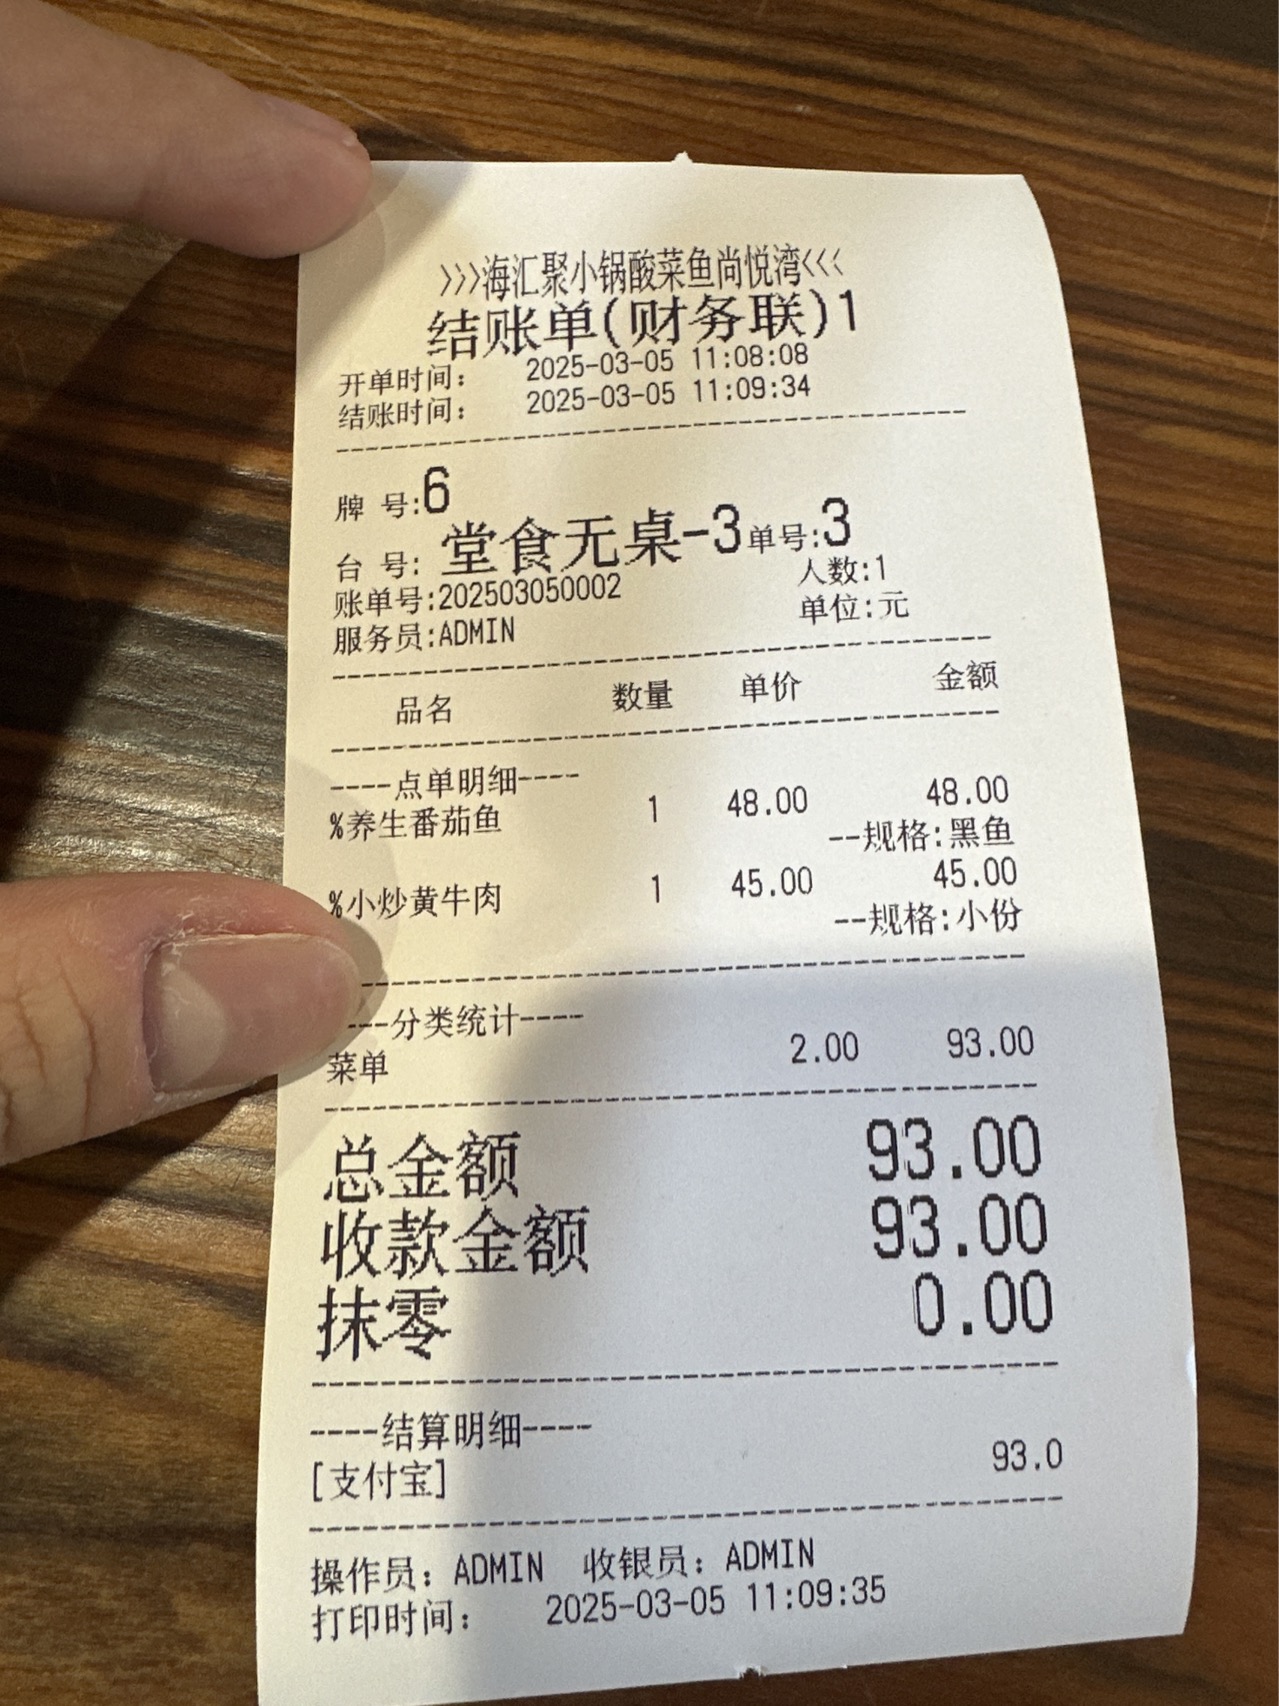 >>>海汇聚小锅酸菜鱼尚悦湾<<<
结账单(财务联)1
开单时间: 2025-03-05 11:08:08
结账时间: 2025-03-05 11:09:34
牌 号:6
台 号: 堂食无桌-3 单号:3
账单号:202503050002 人数:1
服务员:ADMIN 单位:元
品名 数量 单价 金额
----点单明细----
%养生番茄鱼 1 48.00 48.00
--规格:黑鱼
%小炒黄牛肉 1 45.00 45.00
--规格:小份
---分类统计----
菜单 2.00 93.00
总金额 93.00
收款金额 93.00
抹零 0.00
----结算明细----
[支付宝] 93.0
操作员: ADMIN 收银员: ADMIN
打印时间: 2025-03-05 11:09:35